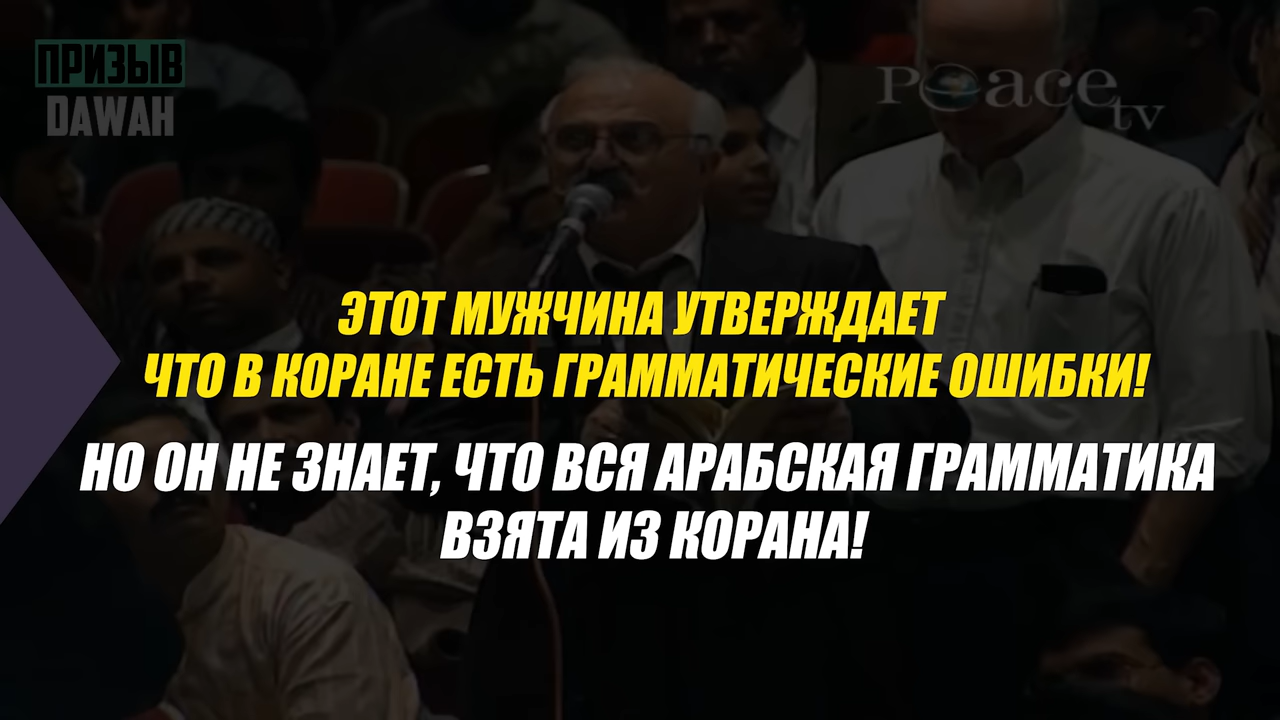 ПРИЗЫВ
DAWAH
Peace
tv
ЭТОТ МУЖЧИНА УТВЕРЖДАЕТ
ЧТО В КОРАНЕ ЕСТЬ ГРАММАТИЧЕСКИЕ ОШИБКИ!
НО ОН НЕ ЗНАЕТ, ЧТО ВСЯ АРАБСКАЯ ГРАММАТИКА
ВЗЯТА ИЗ КОРАНА!